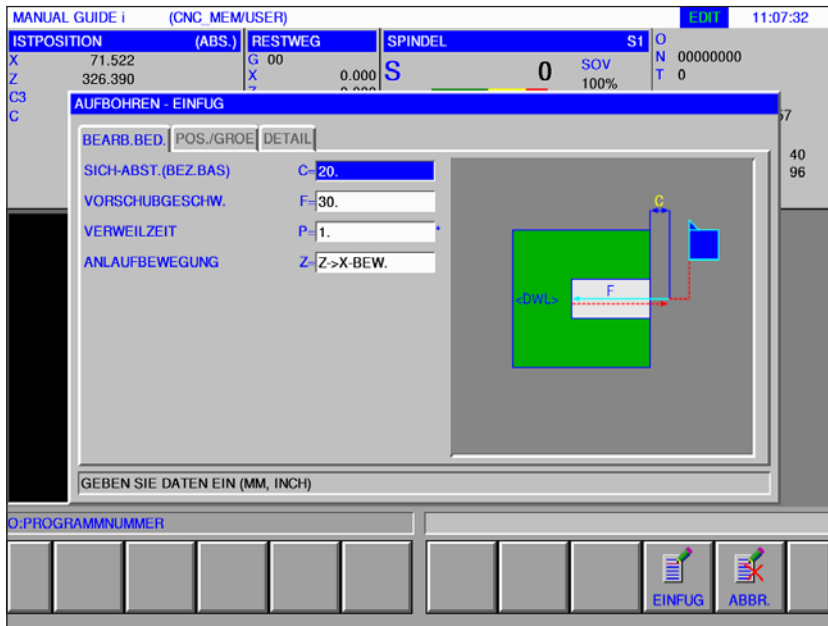 MANUAL GUIDE i (CNC_MEM/USER) EDIT 11:07:32
ISTPOSITION (ABS.) RESTWEG SPINDEL S1 O
X 71.522 G 00 S 0 SOV N 00000000
Z 326.390 X 0.000 100% T 0
C3
C
AUFBOHREN - EINFUG
BEARB.BED. POS./GROE DETAIL
SICH-ABST.(BEZ.BAS) C= 20.
VORSCHUBGESCHW. F= 30.
VERWEILZEIT P= 1.
ANLAUFBEWEGUNG Z= Z->X-BEW.
C
<DWL> F
40
96
GEBEN SIE DATEN EIN (MM, INCH)
O:PROGRAMMNUMMER
EINFUG ABBR.